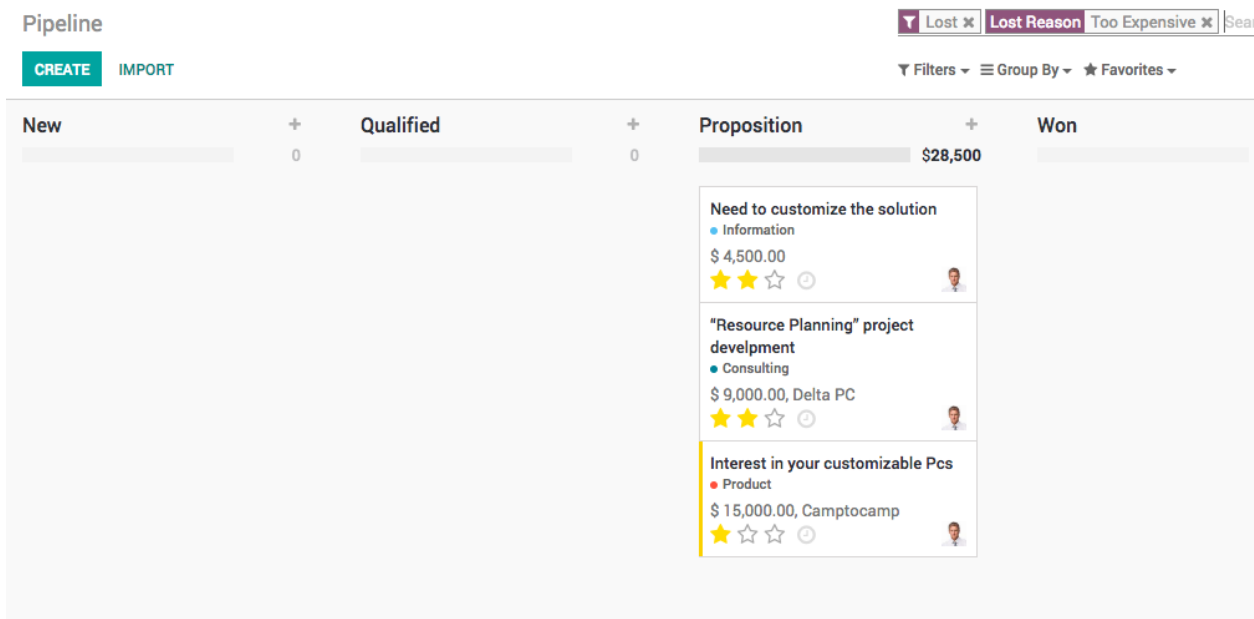 Pipeline
Lost × Lost Reason Too Expensive ×
CREATE IMPORT
Filters Group By Favorites
New +
0
Qualified +
0
Proposition +
$28,500
Won
Need to customize the solution
Information
$ 4,500.00
“Resource Planning” project
develpment
Consulting
$ 9,000.00, Delta PC
Interest in your customizable Pcs
Product
$ 15,000.00, Camptocamp